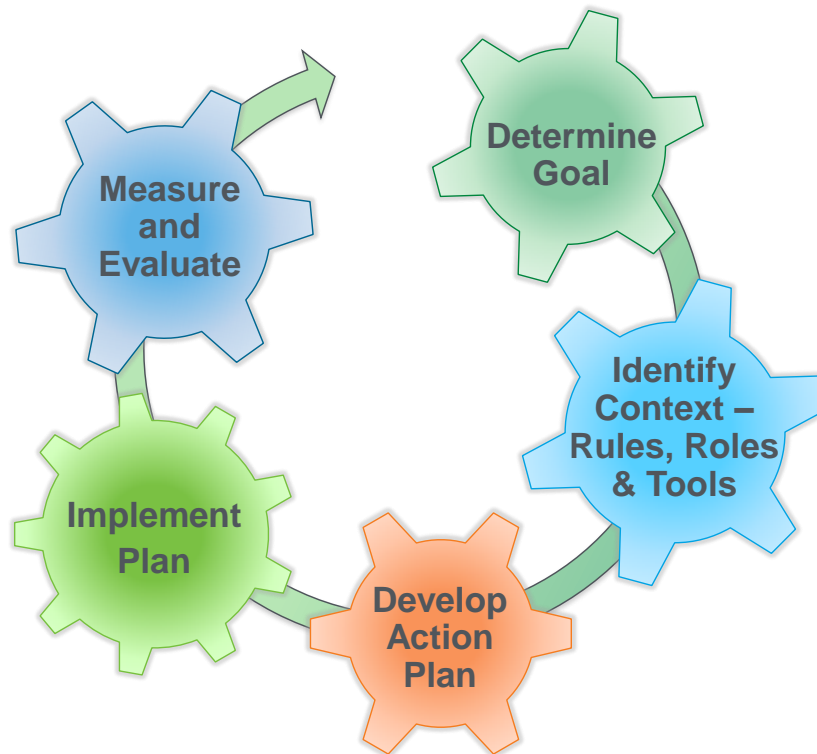 Determine
Goal
Identify
Context –
Rules, Roles
& Tools
Develop
Action
Plan
Implement
Plan
Measure
and
Evaluate